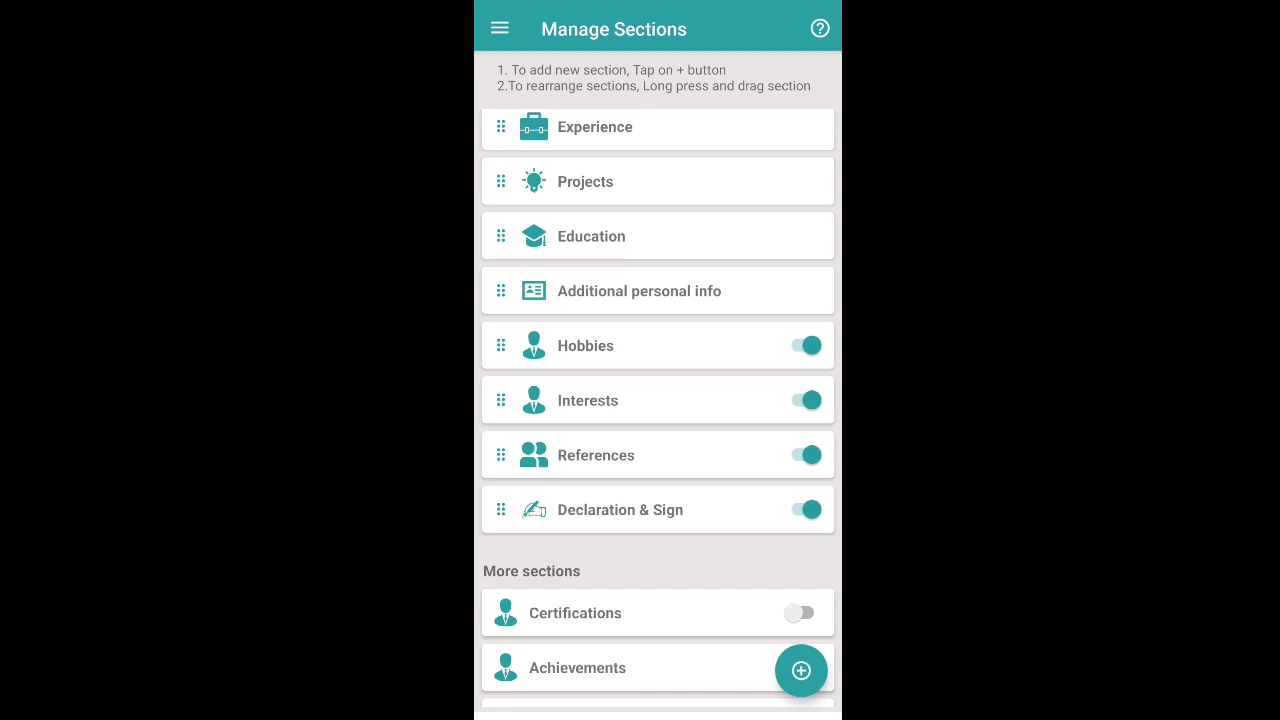 Manage Sections
1. To add new section, Tap on + button
2.To rearrange sections, Long press and drag section
Experience
Projects
Education
Additional personal info
Hobbies
Interests
References
Declaration & Sign
More sections
Certifications
Achievements